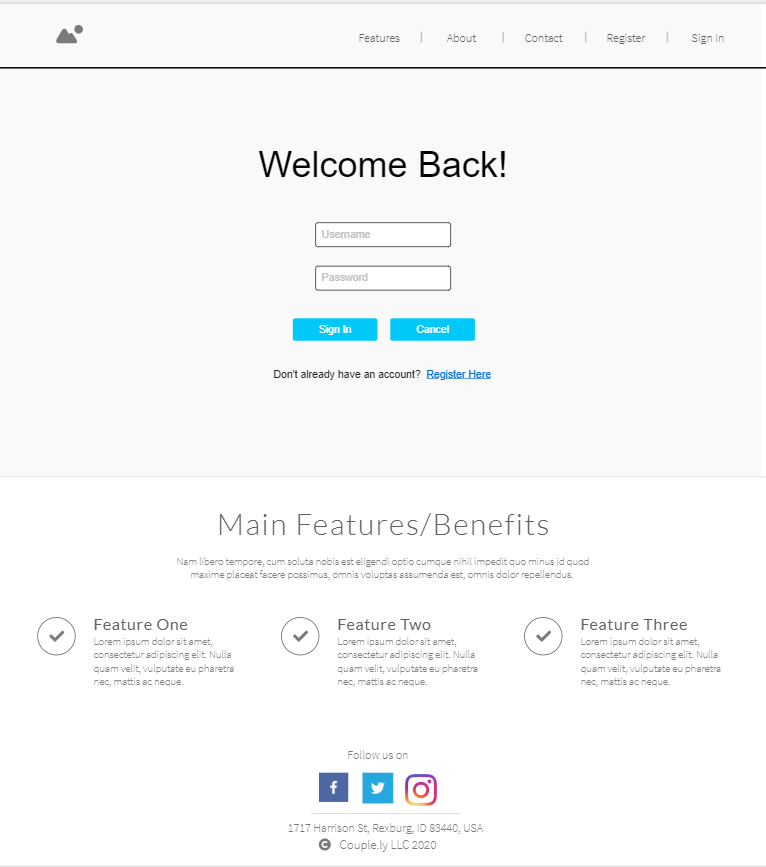 Features | About | Contact | Register | Sign In
Welcome Back!
Username
Password
Sign In Cancel
Don't already have an account? Register Here
Main Features/Benefits
Nam libero tempore, cum soluta nobis est eligendi optio cumque nihil impedit quo minus id quod
maxime placeat facere possimus, omnis voluptas assumenda est, omnis dolor repellendus.
Feature One
Lorem ipsum dolor sit amet,
consectetur adipiscing elit. Nulla
quam velit, vulputate eu pharetra
nec, mattis ac neque.
Feature Two
Lorem ipsum dolor sit amet,
consectetur adipiscing elit. Nulla
quam velit, vulputate eu pharetra
nec, mattis ac neque.
Feature Three
Lorem ipsum dolor sit amet,
consectetur adipiscing elit. Nulla
quam velit, vulputate eu pharetra
nec, mattis ac neque.
Follow us on
1717 Harrison St, Rexburg, ID 83440, USA
© Couple.ly LLC 2020